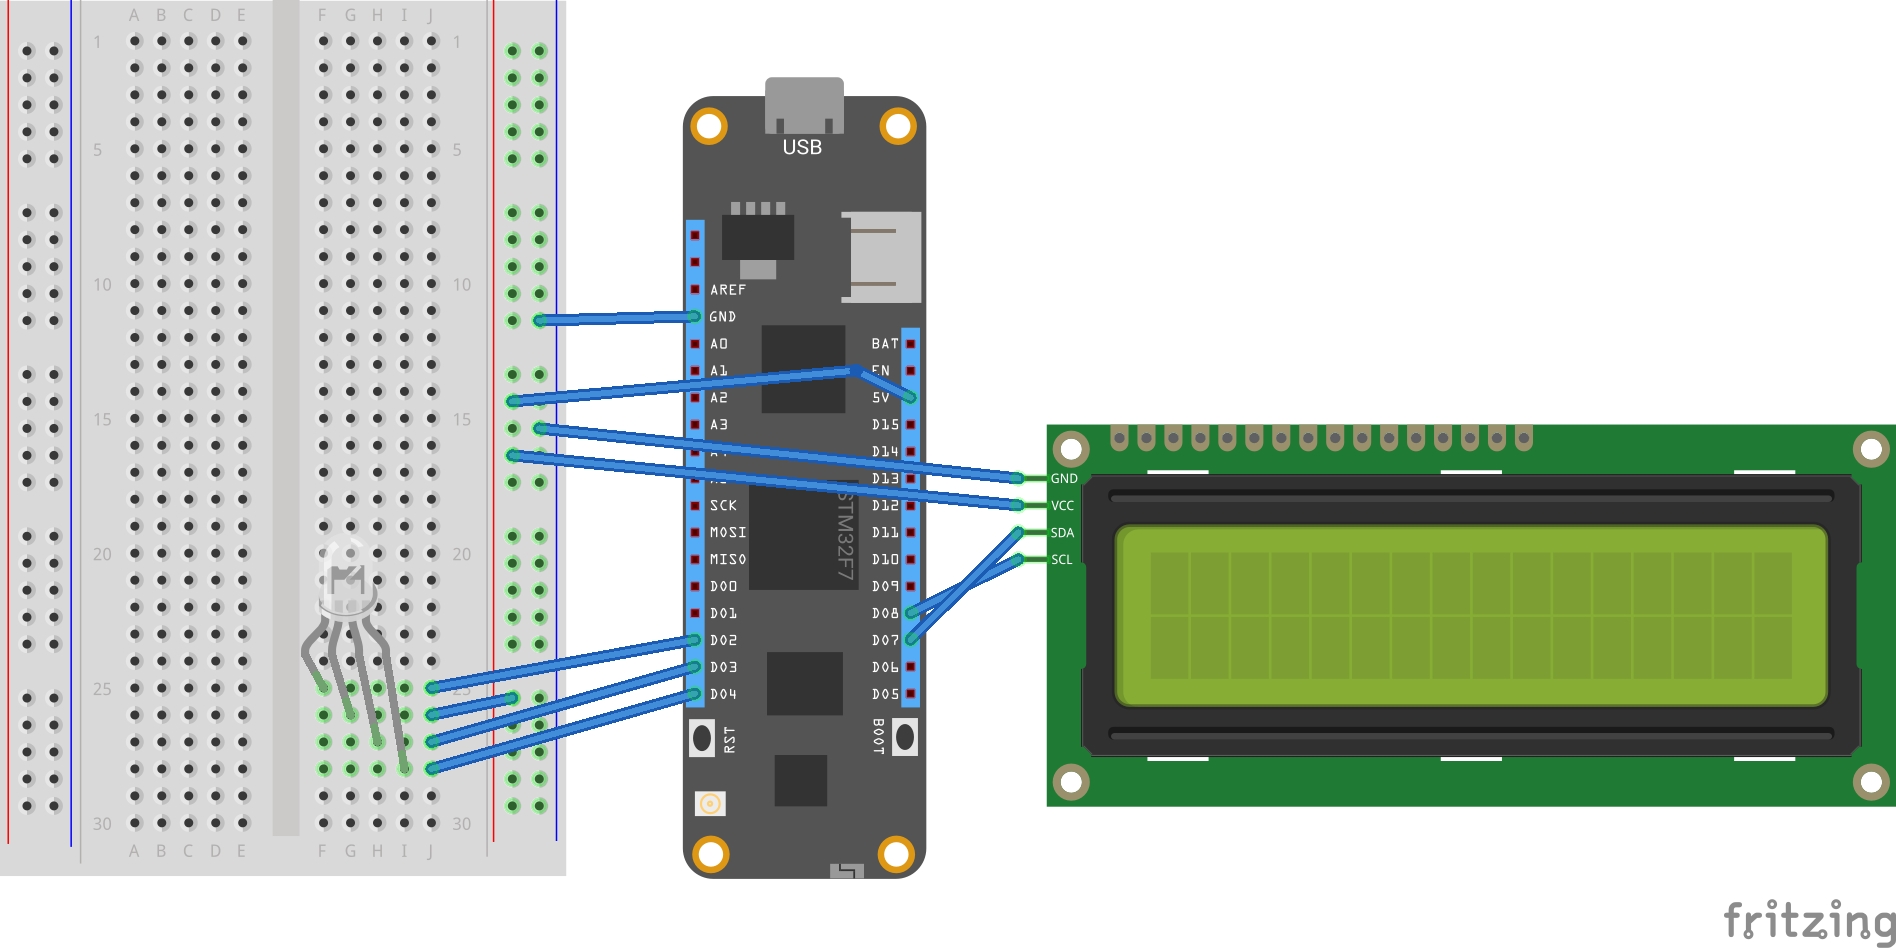 A B C D E F G H I J
1 1
5 5
10 10
15 15
20 20
25 25
30 30
A B C D E F G H I J
USB
AREF
GND
A0
A1
A2
A3
SCK
MOSI
MISO
D00
D01
D02
D03
D04
RST
BAT
EN
5V
D15
D14
D13
D12
D11
D10
D09
D08
D07
D06
D05
BOOT
STM32F7
GND
VCC
SDA
SCL
fritzing